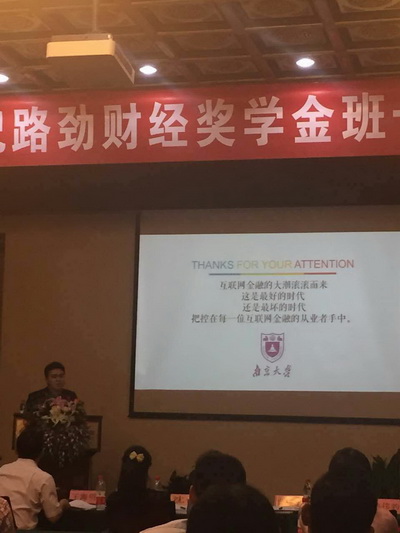 路劲财经奖学金班
THANKS FOR YOUR ATTENTION
互联网金融的大潮滚滚而来
这是最好的时代
还是最坏的时代
把控在每一位互联网金融的从业者手中。
南京大学